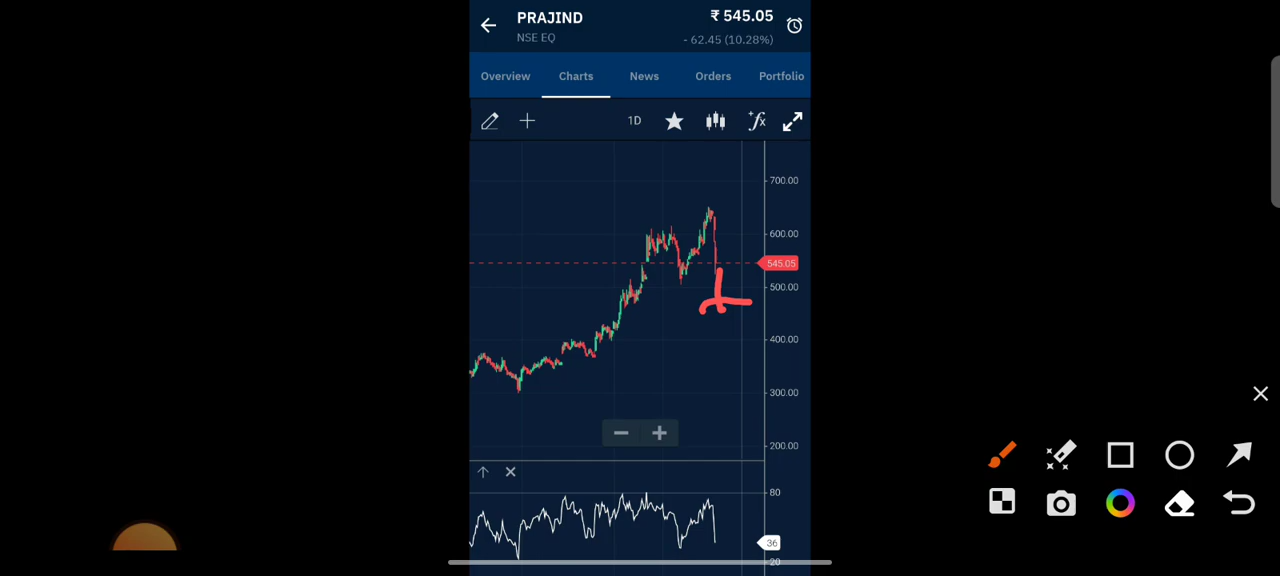 PRAJIND
₹ 545.05
NSE EQ
- 62.45 (10.28%)
Overview Charts News Orders Portfolio
1D
fx
700.00
600.00
545.05
500.00
400.00
300.00
200.00
80
36
20